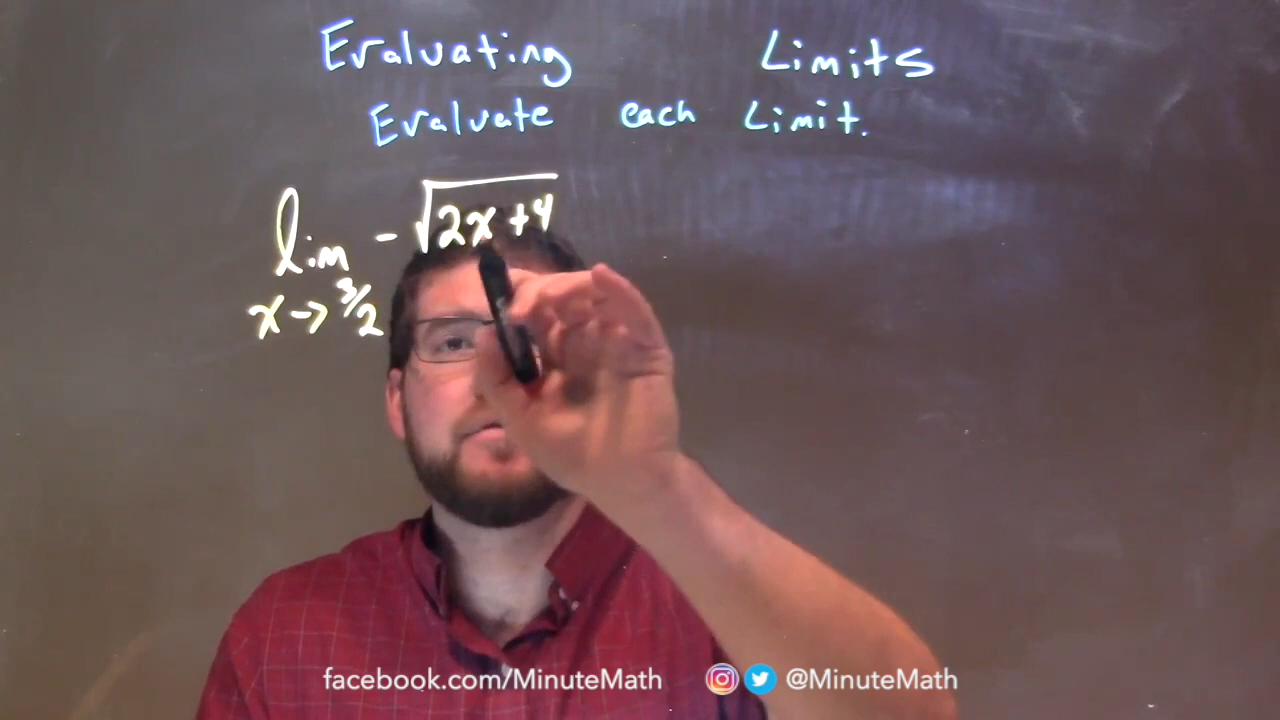 Evaluating Limits
Evaluate each Limit.
lim -√2x+4
x→3/2
facebook.com/MinuteMath @MinuteMath